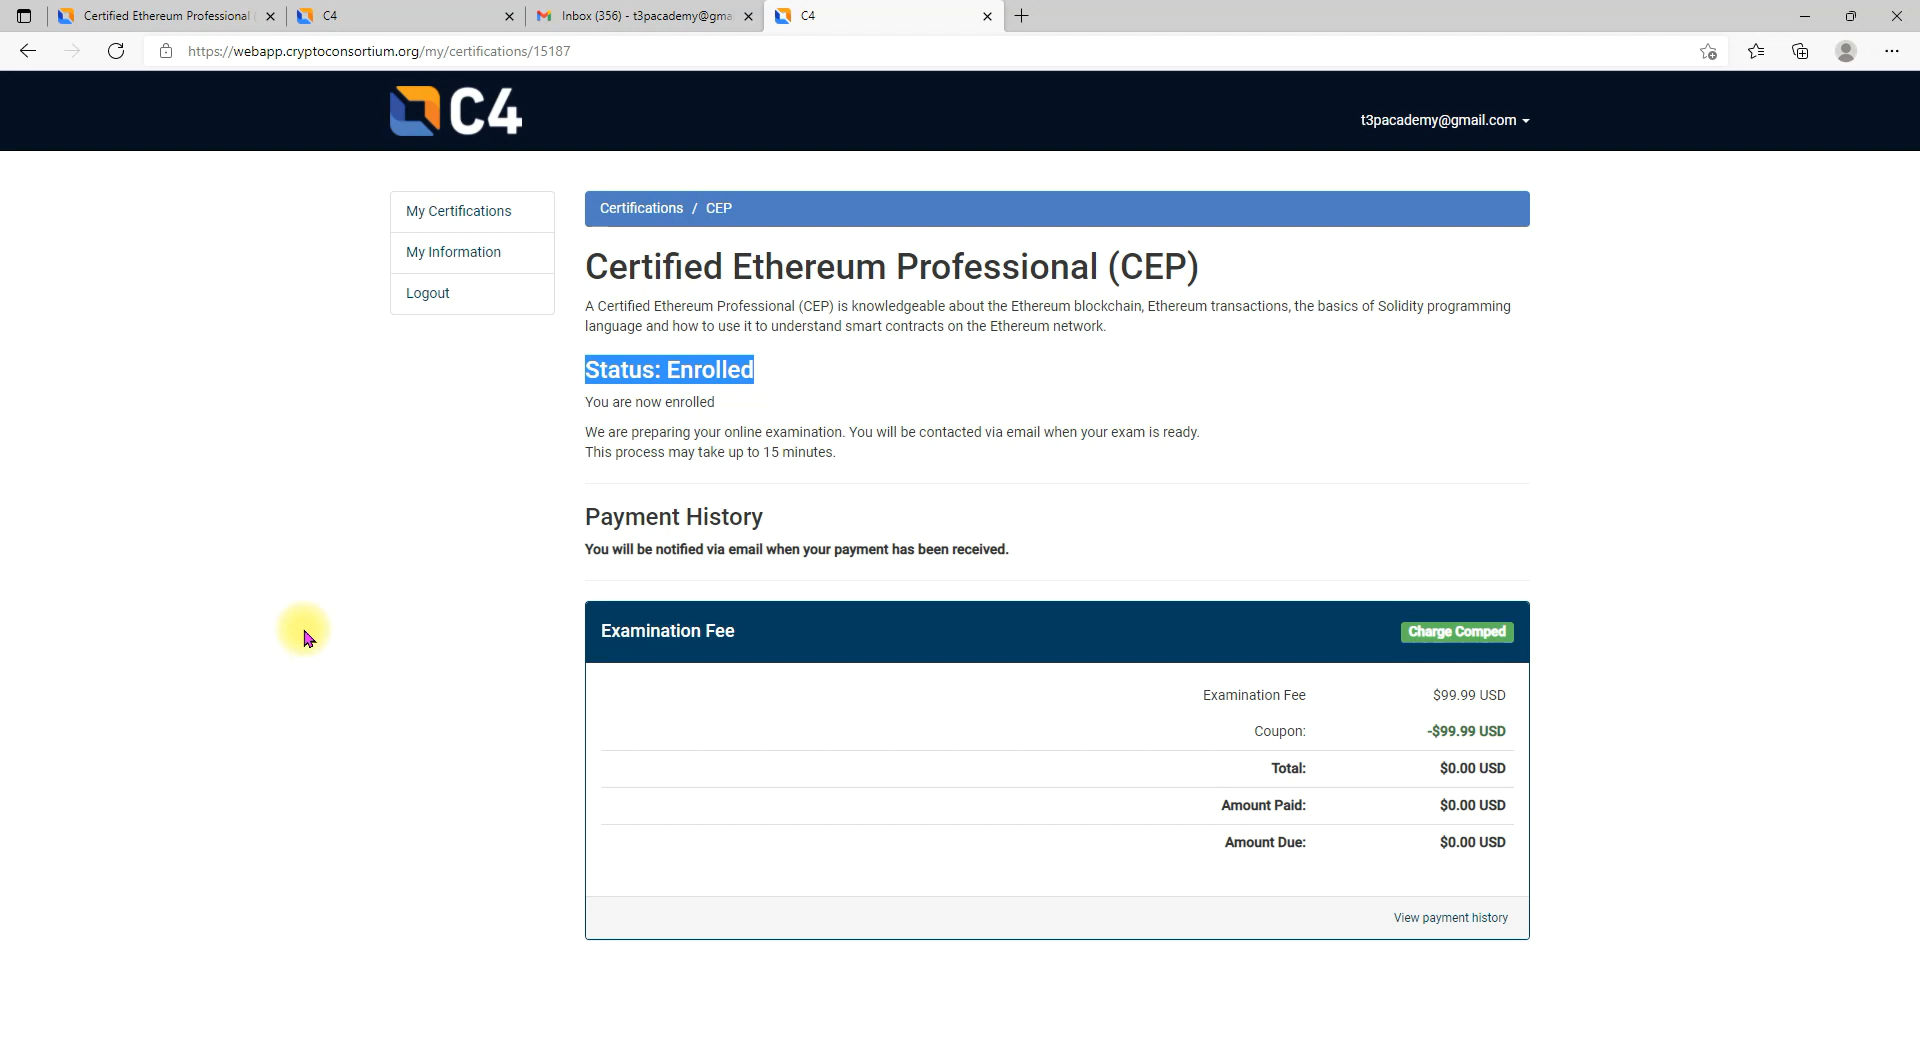 Certified Ethereum Professional
C4
Inbox (356) - t3pacademy@gma
C4
https://webapp.cryptoconsortium.org/my/certifications/15187
C4
t3pacademy@gmail.com
My Certifications
My Information
Logout
Certifications / CEP
Certified Ethereum Professional (CEP)
A Certified Ethereum Professional (CEP) is knowledgeable about the Ethereum blockchain, Ethereum transactions, the basics of Solidity programming
language and how to use it to understand smart contracts on the Ethereum network.
Status: Enrolled
You are now enrolled
We are preparing your online examination. You will be contacted via email when your exam is ready.
This process may take up to 15 minutes.
Payment History
You will be notified via email when your payment has been received.
Examination Fee Charge Comped
Examination Fee $99.99 USD
Coupon: -$99.99 USD
Total: $0.00 USD
Amount Paid: $0.00 USD
Amount Due: $0.00 USD
View payment history